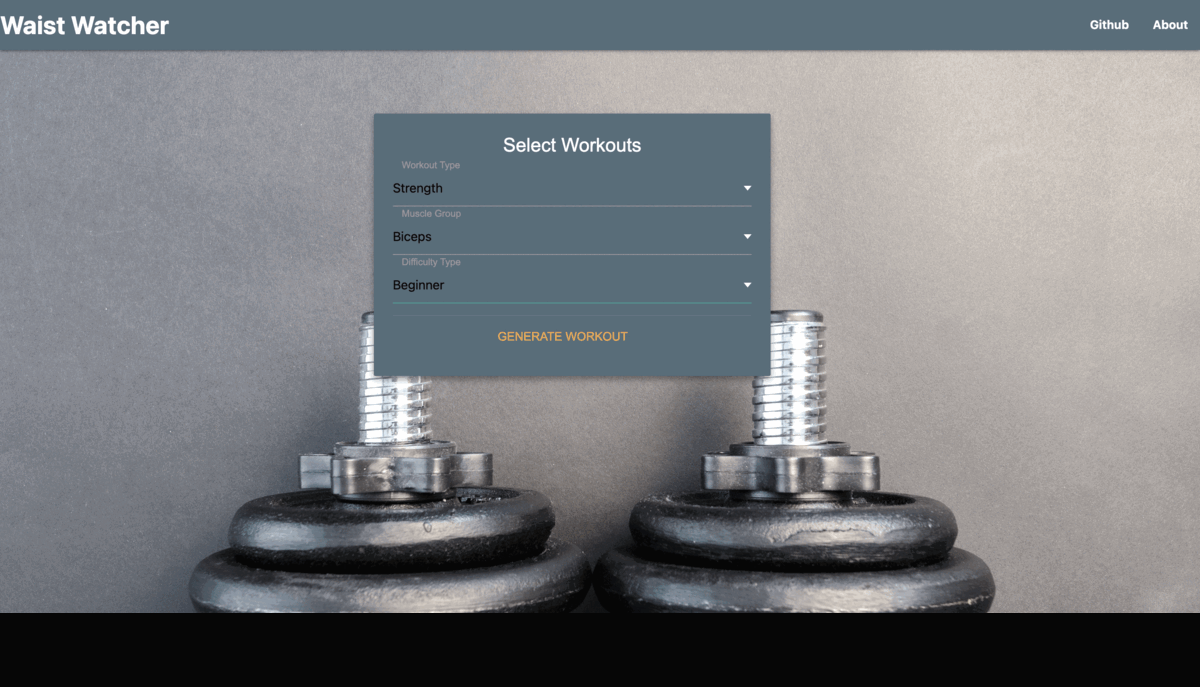 Waist Watcher
Github
About
Select Workouts
Workout Type
Strength
Muscle Group
Biceps
Difficulty Type
Beginner
GENERATE WORKOUT